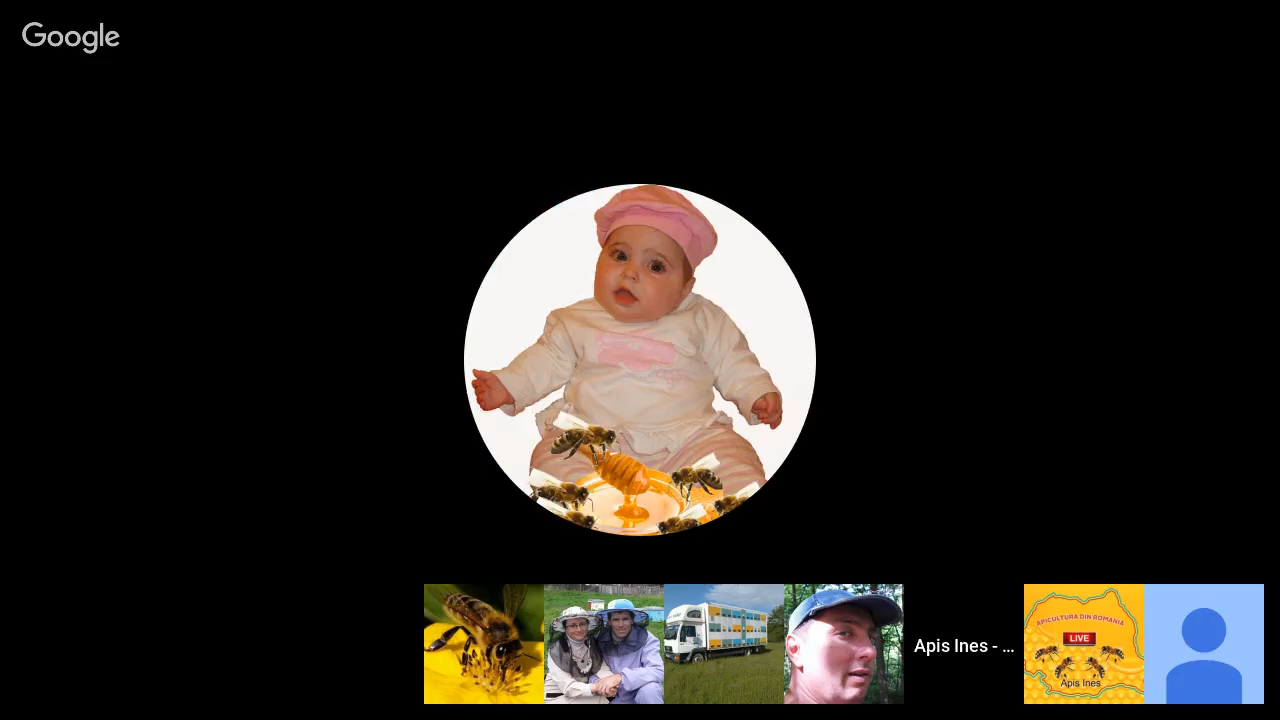 Google
Apis Ines - ...
APICULTURA DIN ROMANIA
LIVE
Apis Ines